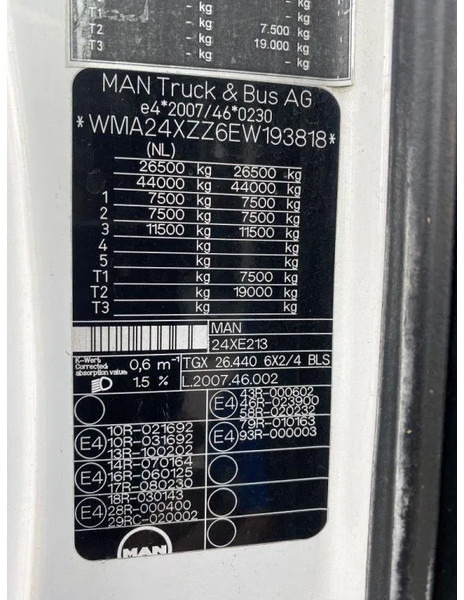 - kg - kg
T1 - kg - kg
T2 - kg 7.500 kg
T3 - kg 19.000 kg
- kg - kg
MAN Truck & Bus AG
e4*2007/46*0230
*WMA24XZZ6EW193818*
(NL)
26500 kg 26500 kg
44000 kg 44000 kg
1 7500 kg 7500 kg
2 7500 kg 7500 kg
3 11500 kg 11500 kg
4 kg kg
5 kg kg
T1 kg 7500 kg
T2 kg 19000 kg
T3 kg kg
MAN
24XE213
K-Wert
Corrected absorption value
0,6 m-1 TGX 26.440 6X2/4 BLS
1.5 % L.2007.46.002
E4
10R-021692
10R-031692
13R-100202
E4
14R-070164
16R-060125
17R-080230
E4
18R-030143
28R-000400
29RC-020002
E4
43R-000602
46R-023900
58R-020232
E4
79R-010163
93R-000003
MAN